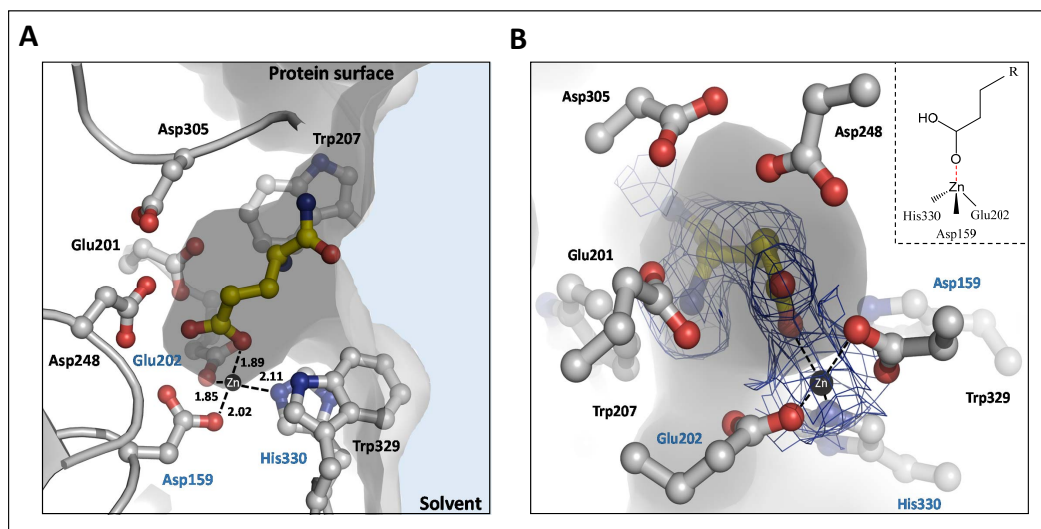 A
Protein surface
Asp305
Trp207
Glu201
Asp248
Glu202
1.89
Zn
2.11
1.85
2.02
Trp329
Asp159
His330
Solvent
B
Asp305
Asp248
R
HO
O
Zn
His330
Glu202
Asp159
Glu201
Asp159
Zn
Trp207
Trp329
Glu202
His330